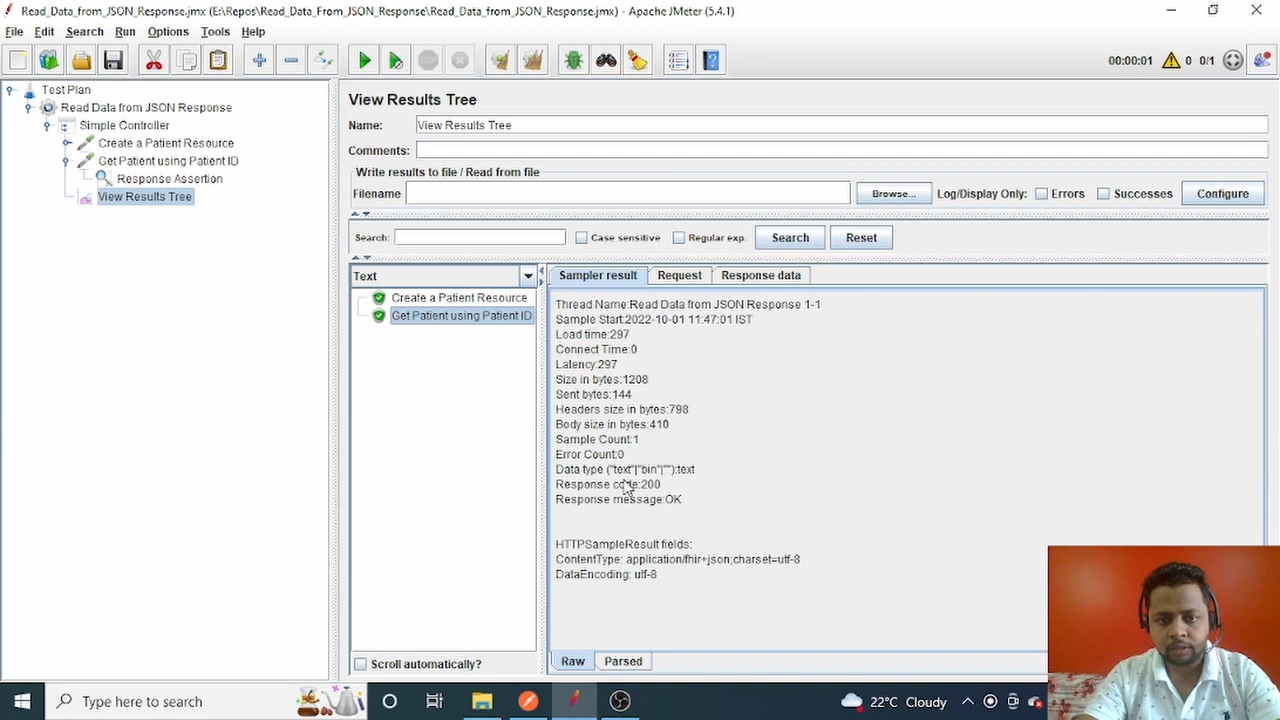 Read_Data_from_JSON_Response.jmx (E:\Repos\Read_Data_From_JSON_Response\Read_Data_from_JSON_Response.jmx) - Apache JMeter (5.4.1)
File Edit Search Run Options Tools Help
00:00:01 0 0/1
Test Plan
Read Data from JSON Response
Simple Controller
Create a Patient Resource
Get Patient using Patient ID
Response Assertion
View Results Tree
View Results Tree
Name: View Results Tree
Comments:
Write results to file / Read from file
Filename Browse... Log/Display Only: Errors Successes Configure
Search: Case sensitive Regular exp. Search Reset
Text
Create a Patient Resource
Get Patient using Patient ID
Scroll automatically?
Sampler result Request Response data
Thread Name:Read Data from JSON Response 1-1
Sample Start:2022-10-01 11:47:01 IST
Load time:297
Connect Time:0
Latency:297
Size in bytes:1208
Sent bytes:144
Headers size in bytes:798
Body size in bytes:410
Sample Count:1
Error Count:0
Data type ("text"|"bin"|""):text
Response code:200
Response message:OK
HTTPSampleResult fields:
ContentType: application/fhir+json;charset=utf-8
DataEncoding: utf-8
Raw Parsed
Type here to search 22°C Cloudy